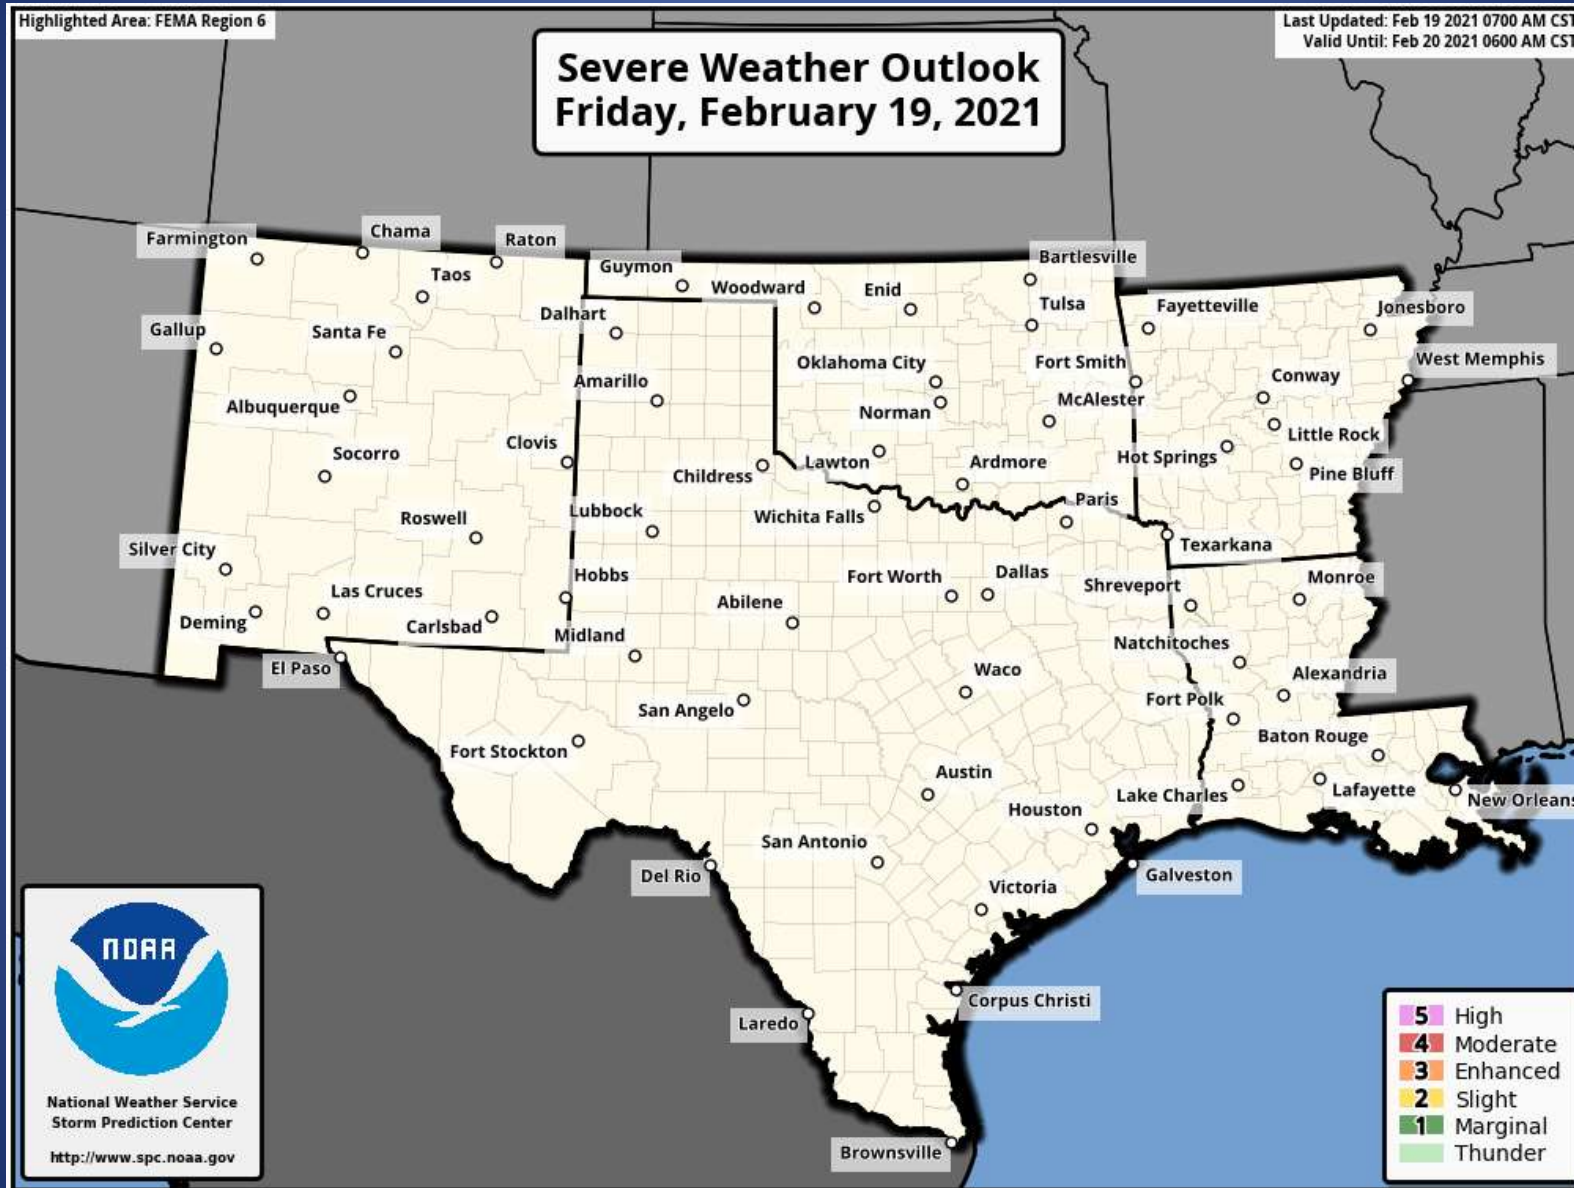 Highlighted Area: FEMA Region 6
Last Updated: Feb 19 2021 0700 AM CST
Valid Until: Feb 20 2021 0600 AM CST
Severe Weather Outlook
Friday, February 19, 2021
Farmington
Chama
Raton
Taos
Guymon
Woodward
Enid
Bartlesville
Tulsa
Fayetteville
Jonesboro
Gallup
Santa Fe
Dalhart
Oklahoma City
Fort Smith
West Memphis
Albuquerque
Amarillo
Norman
McAlester
Conway
Little Rock
Socorro
Clovis
Childress
Lawton
Ardmore
Hot Springs
Pine Bluff
Roswell
Lubbock
Wichita Falls
Paris
Texarkana
Silver City
Las Cruces
Hobbs
Abilene
Fort Worth
Dallas
Shreveport
Monroe
Deming
Carlsbad
Midland
Natchitoches
El Paso
San Angelo
Waco
Fort Polk
Alexandria
Fort Stockton
Austin
Baton Rouge
Houston
Lake Charles
Lafayette
New Orleans
San Antonio
Del Rio
Victoria
Galveston
Corpus Christi
Laredo
Brownsville
NOAA
National Weather Service
Storm Prediction Center
http://www.spc.noaa.gov
5 High
4 Moderate
3 Enhanced
2 Slight
1 Marginal
Thunder